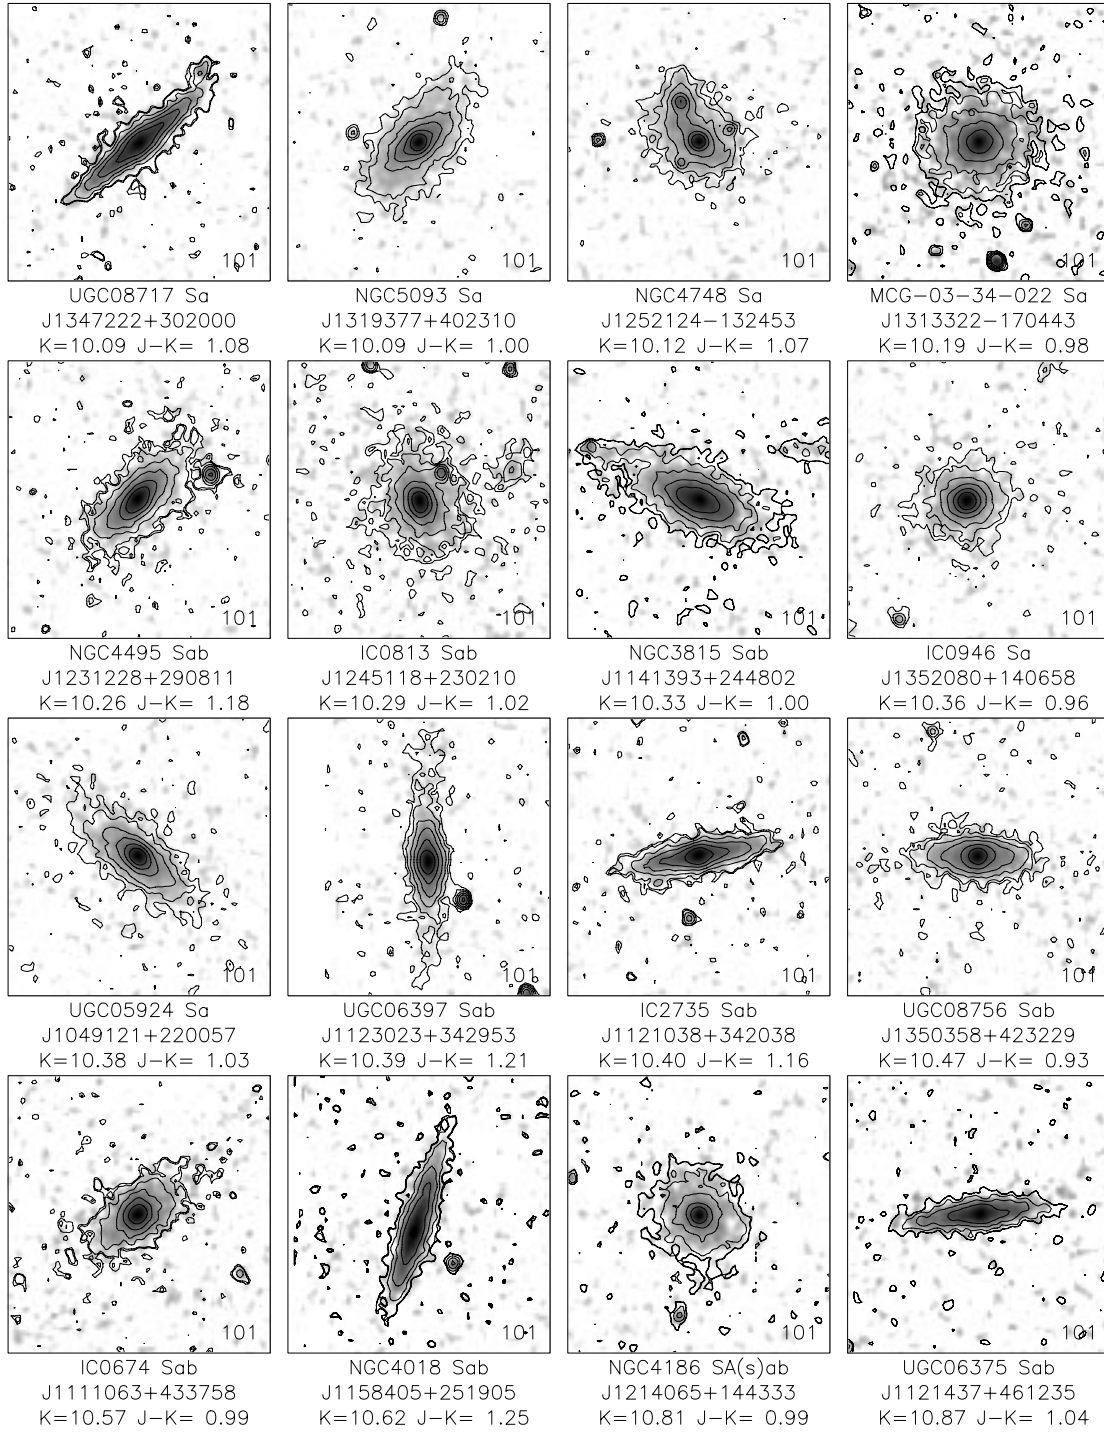 101 101 101 101
UGC08717 Sa NGC5093 Sa NGC4748 Sa MCG-03-34-022 Sa
J1347222+302000 J1319377+402310 J1252124-132453 J1313322-170443
K=10.09 J-K= 1.08 K=10.09 J-K= 1.00 K=10.12 J-K= 1.07 K=10.19 J-K= 0.98
101 101 101 101
NGC4495 Sab IC0813 Sab NGC3815 Sab IC0946 Sa
J1231228+290811 J1245118+230210 J1141393+244802 J1352080+140658
K=10.26 J-K= 1.18 K=10.29 J-K= 1.02 K=10.33 J-K= 1.00 K=10.36 J-K= 0.96
101 101 101 101
UGC05924 Sa UGC06397 Sab IC2735 Sab UGC08756 Sab
J1049121+220057 J1123023+342953 J1121038+342038 J1350358+423229
K=10.38 J-K= 1.03 K=10.39 J-K= 1.21 K=10.40 J-K= 1.16 K=10.47 J-K= 0.93
101 101 101 101
IC0674 Sab NGC4018 Sab NGC4186 SA(s)ab UGC06375 Sab
J1111063+433758 J1158405+251905 J1214065+144333 J1121437+461235
K=10.57 J-K= 0.99 K=10.62 J-K= 1.25 K=10.81 J-K= 0.99 K=10.87 J-K= 1.04